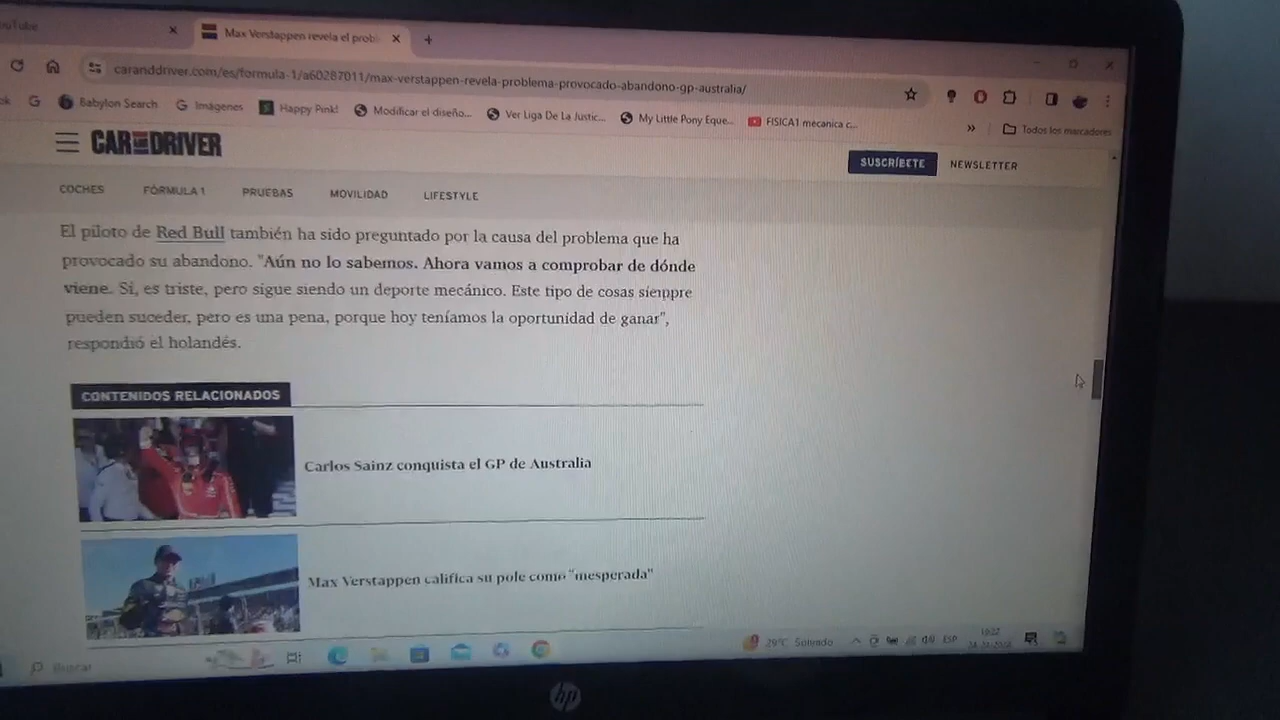 Max Verstappen revela el prob
caranddriver.com/es/formula-1/a60287011/max-verstappen-revela-problema-provocado-abandono-gp-australia/
Babylon Search
Imágenes
Happy Pink!
Modificar el diseño...
Ver Liga De La Justic...
My Little Pony Eque...
FISICA1 mecanica c...
»
Todos los marcadores
CAR AND DRIVER
SUSCRÍBETE
NEWSLETTER
COCHES
FÓRMULA 1
PRUEBAS
MOVILIDAD
LIFESTYLE
El piloto de Red Bull también ha sido preguntado por la causa del problema que ha
provocado su abandono. "Aún no lo sabemos. Ahora vamos a comprobar de dónde
viene. Sí, es triste, pero sigue siendo un deporte mecánico. Este tipo de cosas siempre
pueden suceder, pero es una pena, porque hoy teníamos la oportunidad de ganar",
respondió el holandés.
CONTENIDOS RELACIONADOS
Carlos Sainz conquista el GP de Australia
Max Verstappen califica su pole como "inesperada"
Buscar
29°C Soleado
ESP
hp